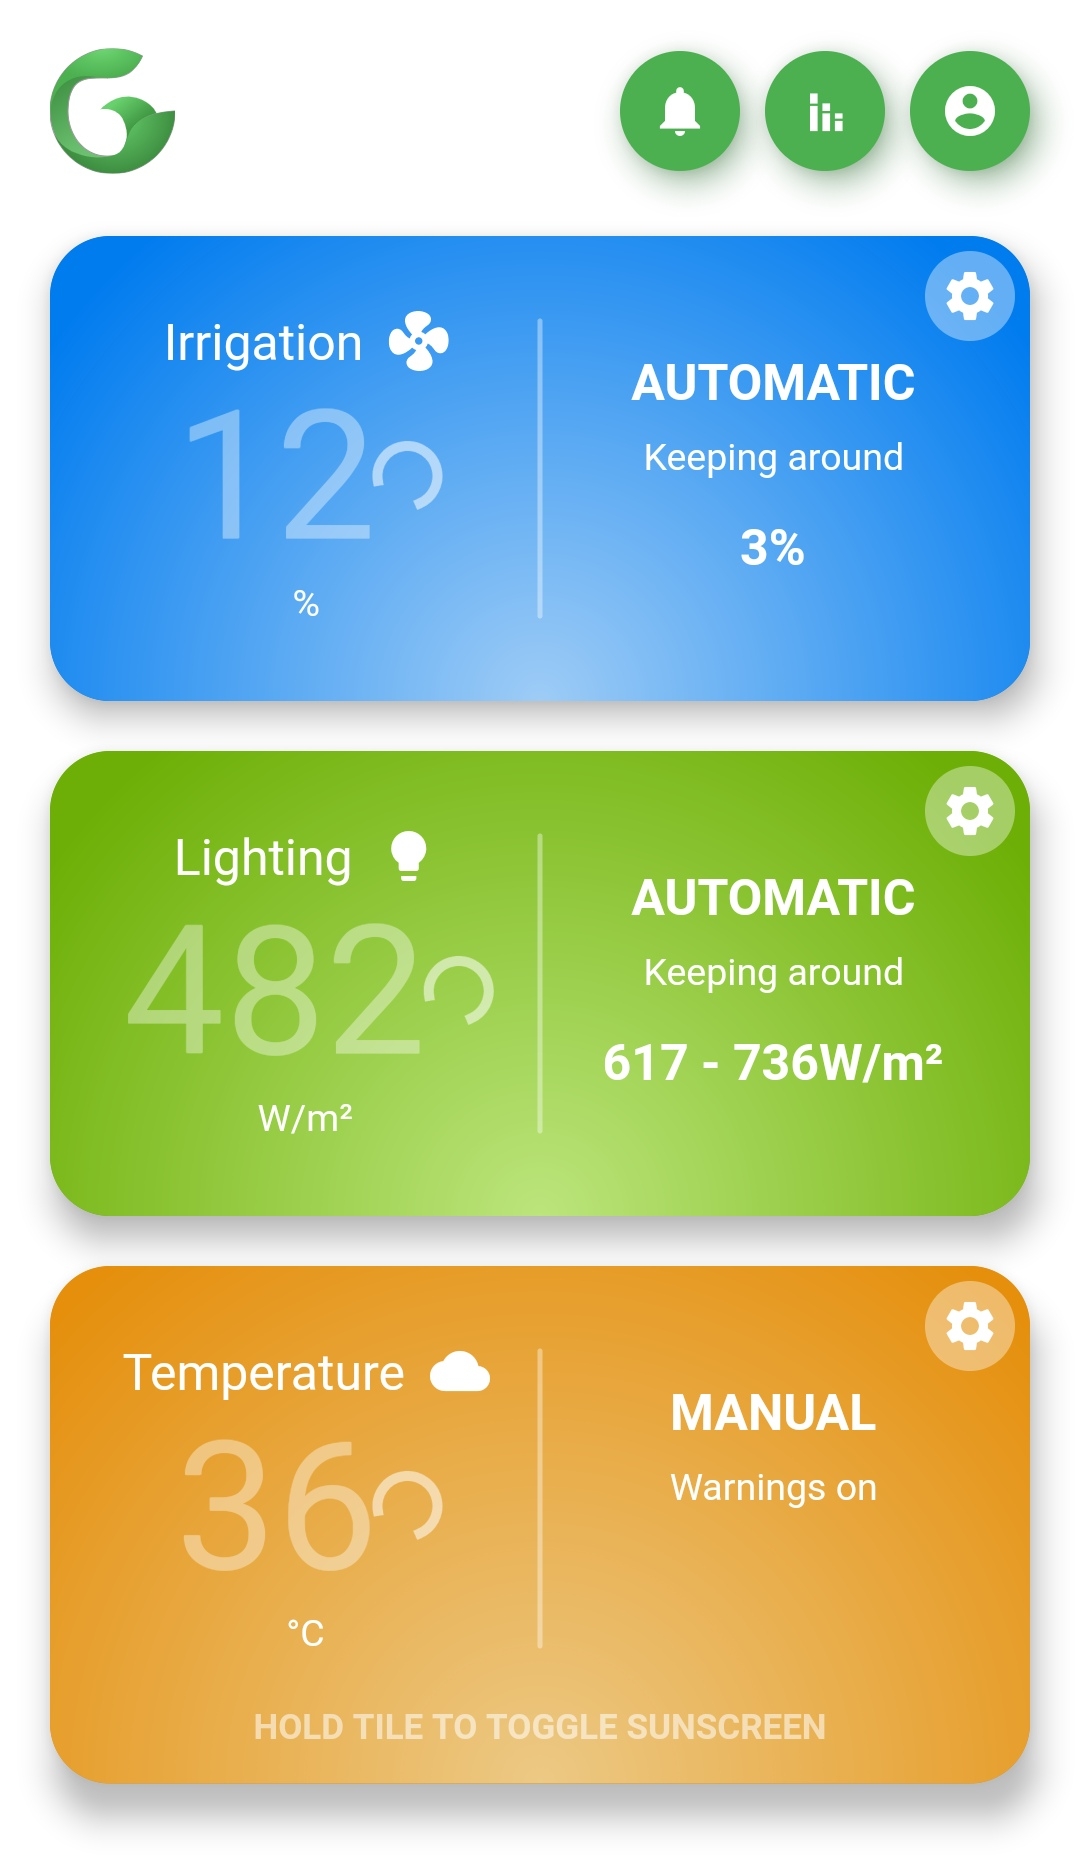 Irrigation
12
%
AUTOMATIC
Keeping around
3%
Lighting
482
W/m²
AUTOMATIC
Keeping around
617 - 736W/m²
Temperature
36
°C
MANUAL
Warnings on
HOLD TILE TO TOGGLE SUNSCREEN